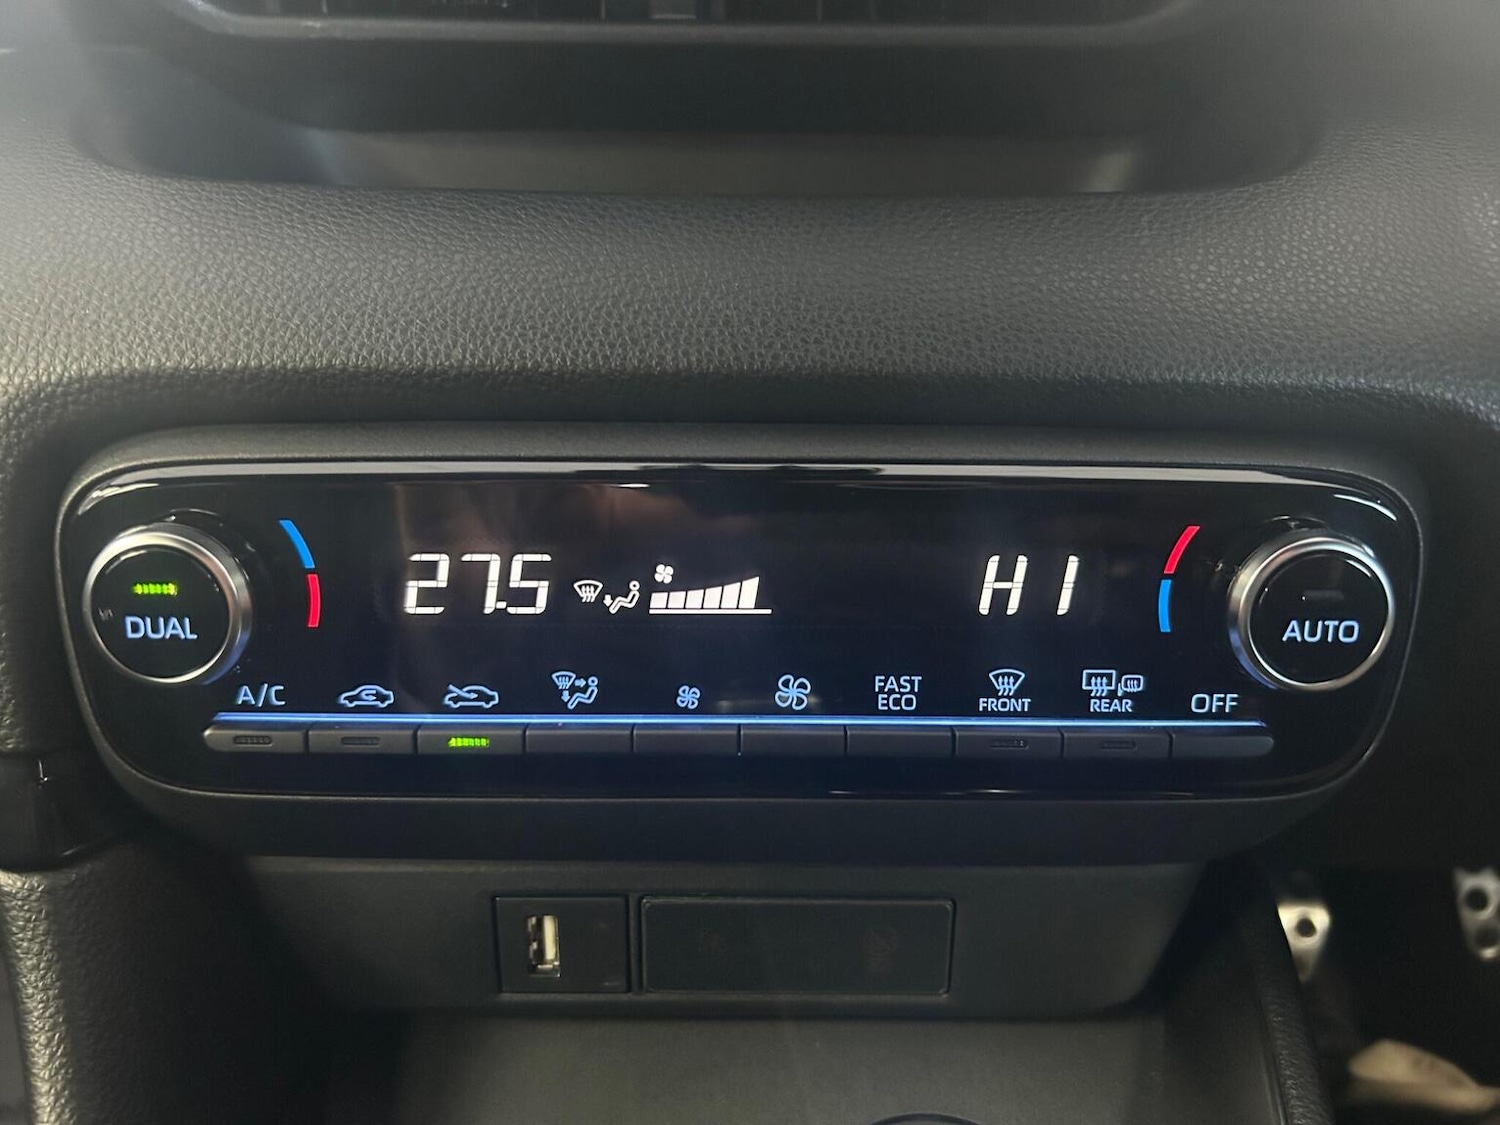 27.5 HI
DUAL
AUTO
A/C
FAST
ECO
FRONT
REAR
OFF